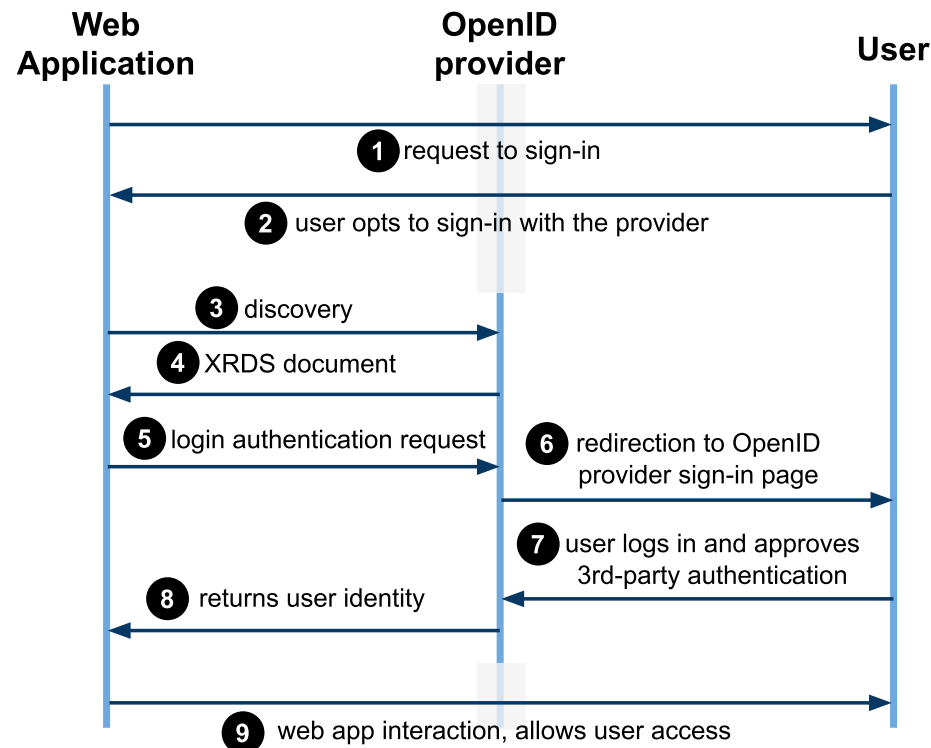 Web
Application
OpenID
provider
User
1 request to sign-in
2 user opts to sign-in with the provider
3 discovery
4 XRDS document
5 login authentication request
6 redirection to OpenID
provider sign-in page
7 user logs in and approves
3rd-party authentication
8 returns user identity
9 web app interaction, allows user access